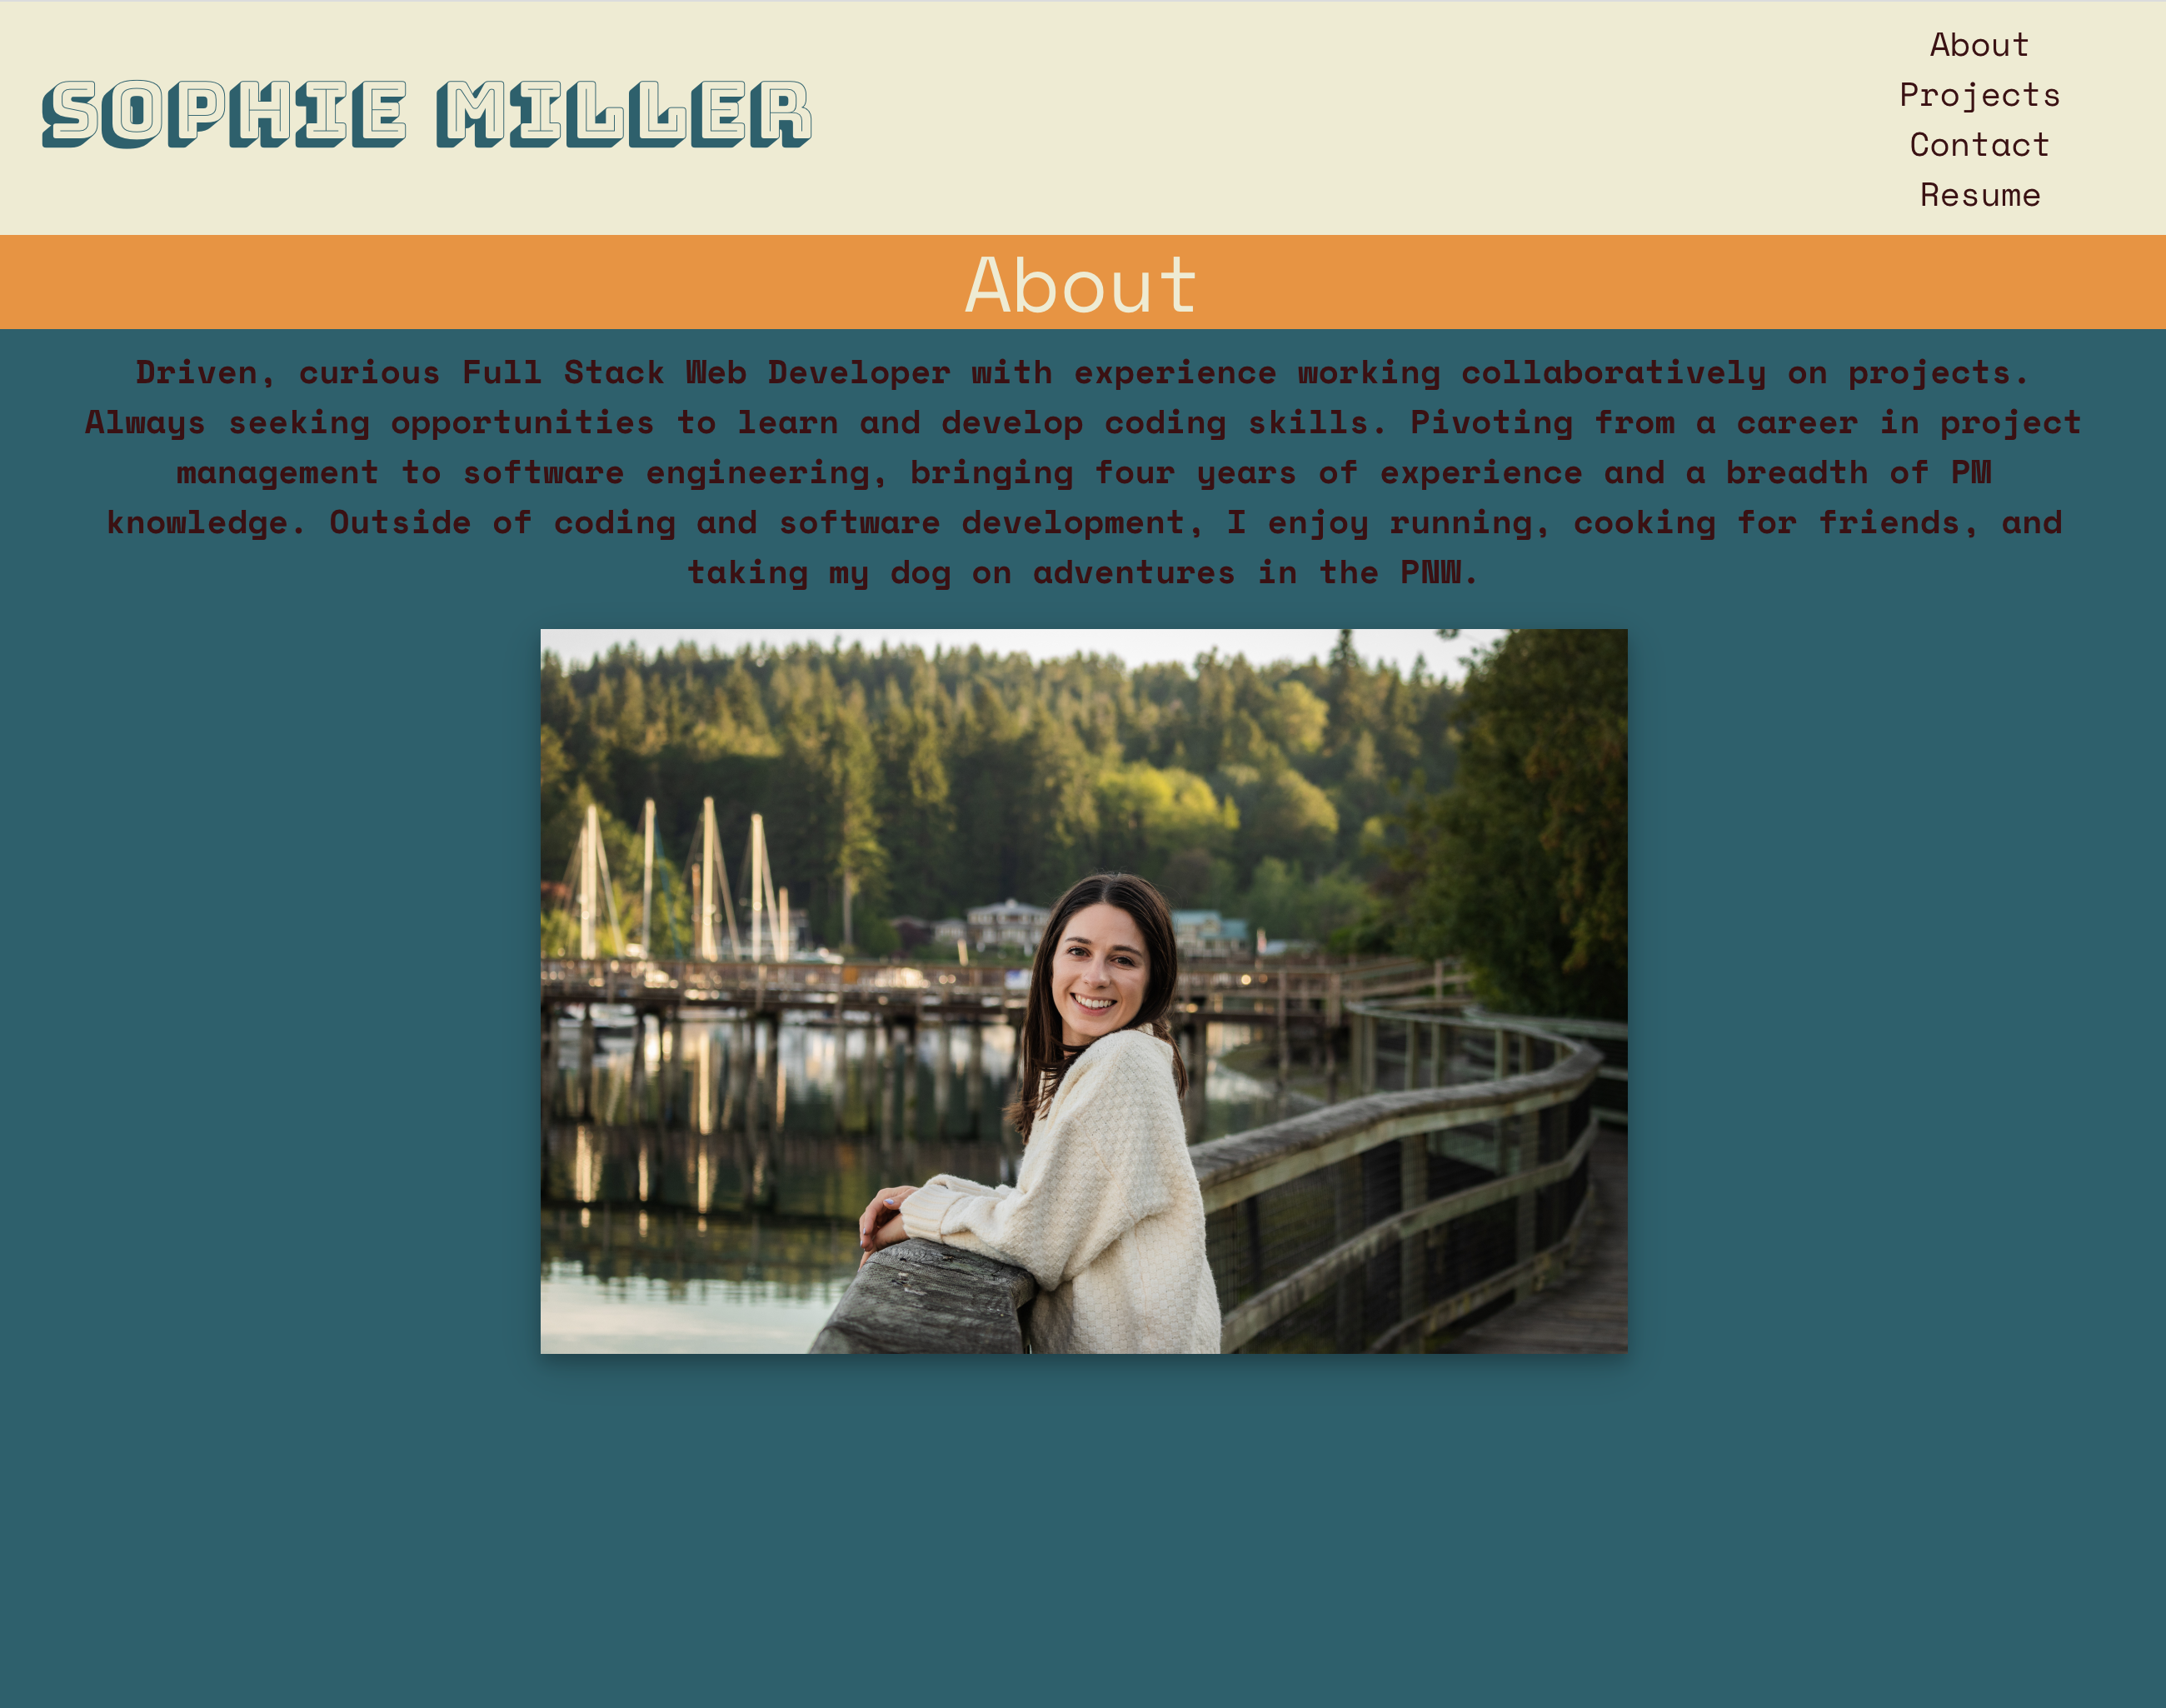 SOPHIE MILLER
About
Projects
Contact
Resume
About
Driven, curious Full Stack Web Developer with experience working collaboratively on projects.
Always seeking opportunities to learn and develop coding skills. Pivoting from a career in project
management to software engineering, bringing four years of experience and a breadth of PM
knowledge. Outside of coding and software development, I enjoy running, cooking for friends, and
taking my dog on adventures in the PNW.